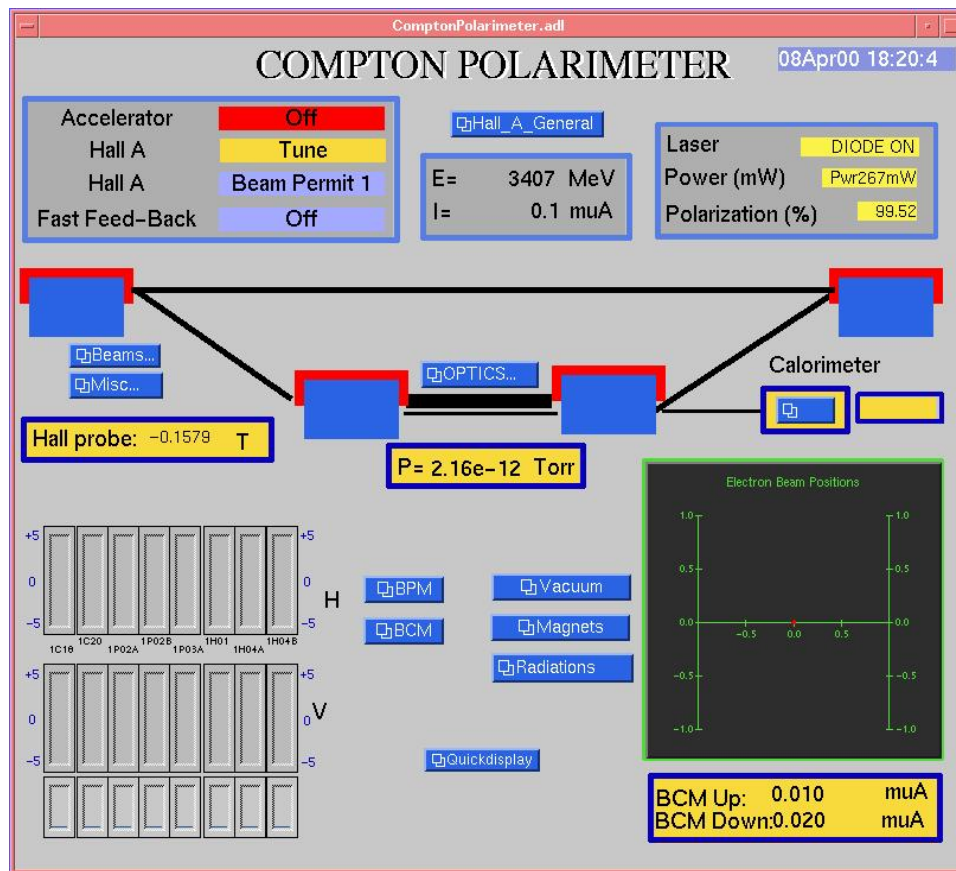 ComptonPolarimeter.adl
COMPTON POLARIMETER
08Apr00 18:20:4
Accelerator Off
Hall A Tune
Hall A Beam Permit 1
Fast Feed-Back Off
Hall_A_General
E= 3407 MeV
I= 0.1 muA
Laser DIODE ON
Power (mW) Pwr267mW
Polarization (%) 99.52
Beams...
Misc...
OPTICS...
Calorimeter
Hall probe: -0.1579 T
P= 2.16e-12 Torr
Electron Beam Positions
1.0 1.0
0.5 0.5
0.0 0.0
-0.5 0.0 0.5
-0.5 -0.5
-1.0 -1.0
+5 +5
0 0
H
-5 -5
1C18 1C20 1P02A 1P02B 1P03A 1H01 1H04A 1H04B
+5 +5
0 0
V
-5 -5
BPM
BCM
Vacuum
Magnets
Radiations
Quickdisplay
BCM Up: 0.010 muA
BCM Down:0.020 muA